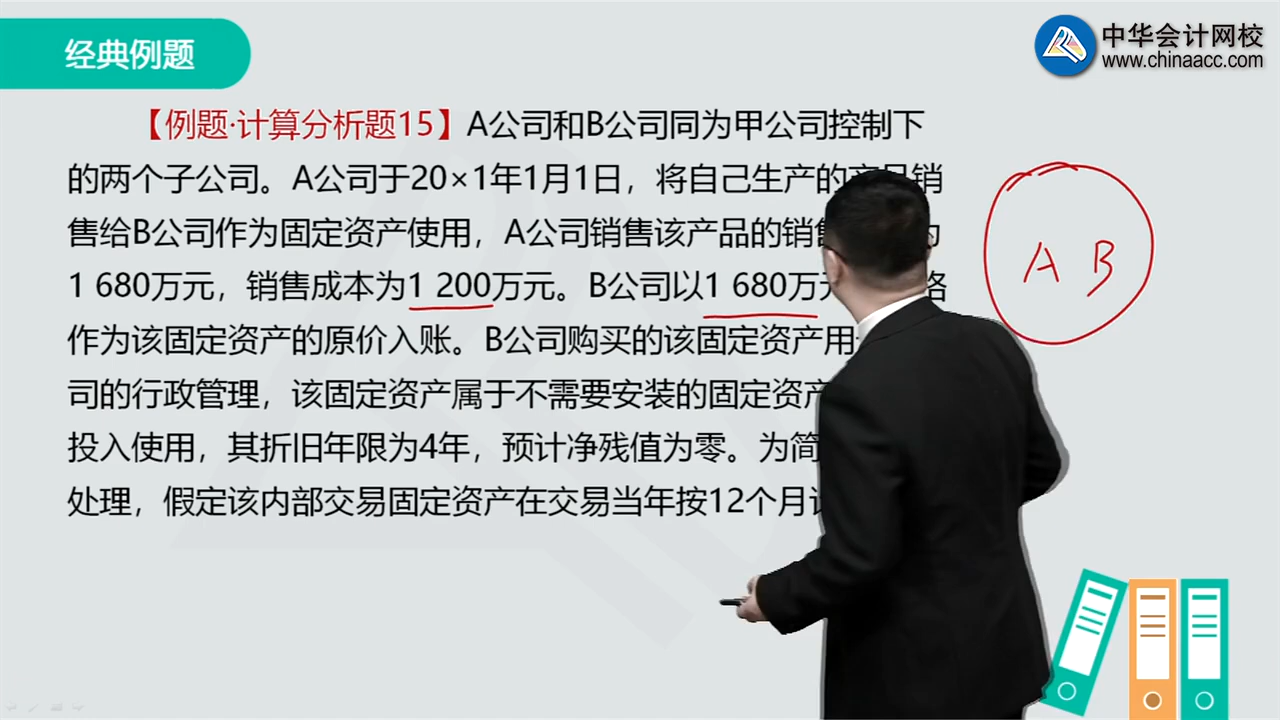 经典例题
中华会计网校
www.chinaacc.com
【例题·计算分析题15】A公司和B公司同为甲公司控制下
的两个子公司。A公司于20×1年1月1日，将自己生产的产品销
售给B公司作为固定资产使用，A公司销售该产品的销售
1 680万元，销售成本为1 200万元。B公司以1 680万
作为该固定资产的原价入账。B公司购买的该固定资产用
司的行政管理，该固定资产属于不需要安装的固定资产
投入使用，其折旧年限为4年，预计净残值为零。为简
处理，假定该内部交易固定资产在交易当年按12个月
A B